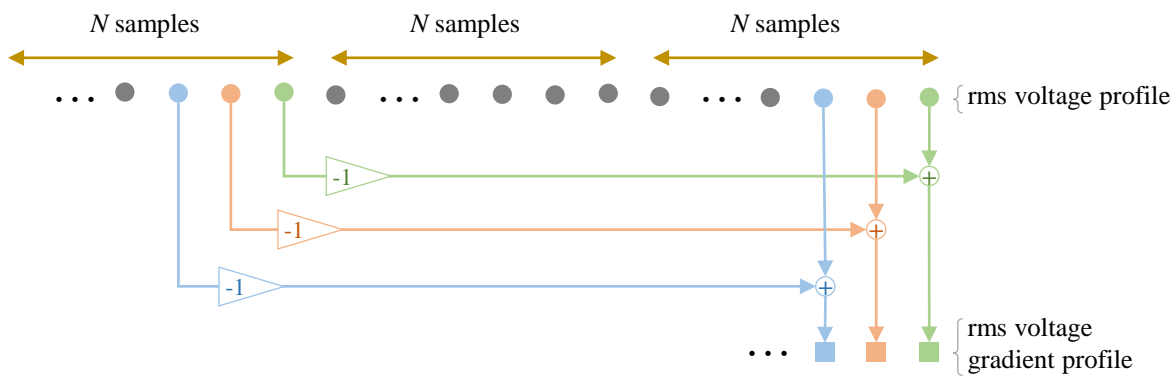 N samples
N samples
N samples
... ...  ...
rms voltage profile
-1
+
-1
+
-1
+
...
rms voltage
gradient profile